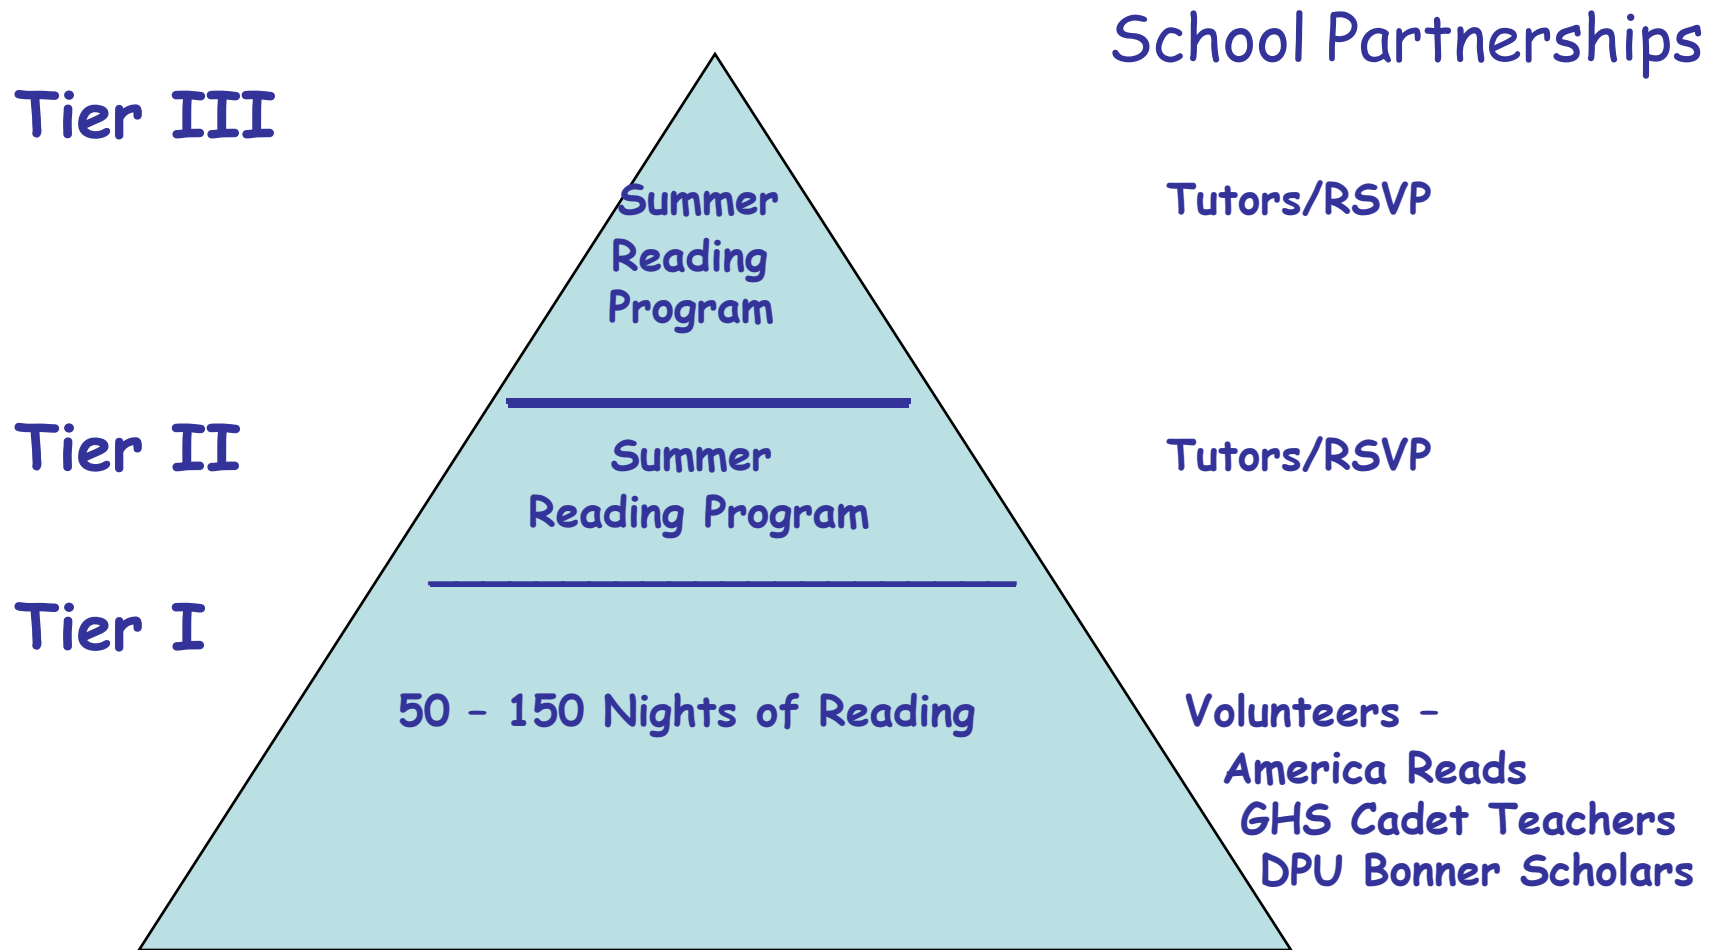 School Partnerships
Tier III
Summer
Reading
Program
Tutors/RSVP
Tier II
Summer
Reading Program
Tutors/RSVP
Tier I
50 – 150 Nights of Reading
Volunteers –
America Reads
GHS Cadet Teachers
DPU Bonner Scholars